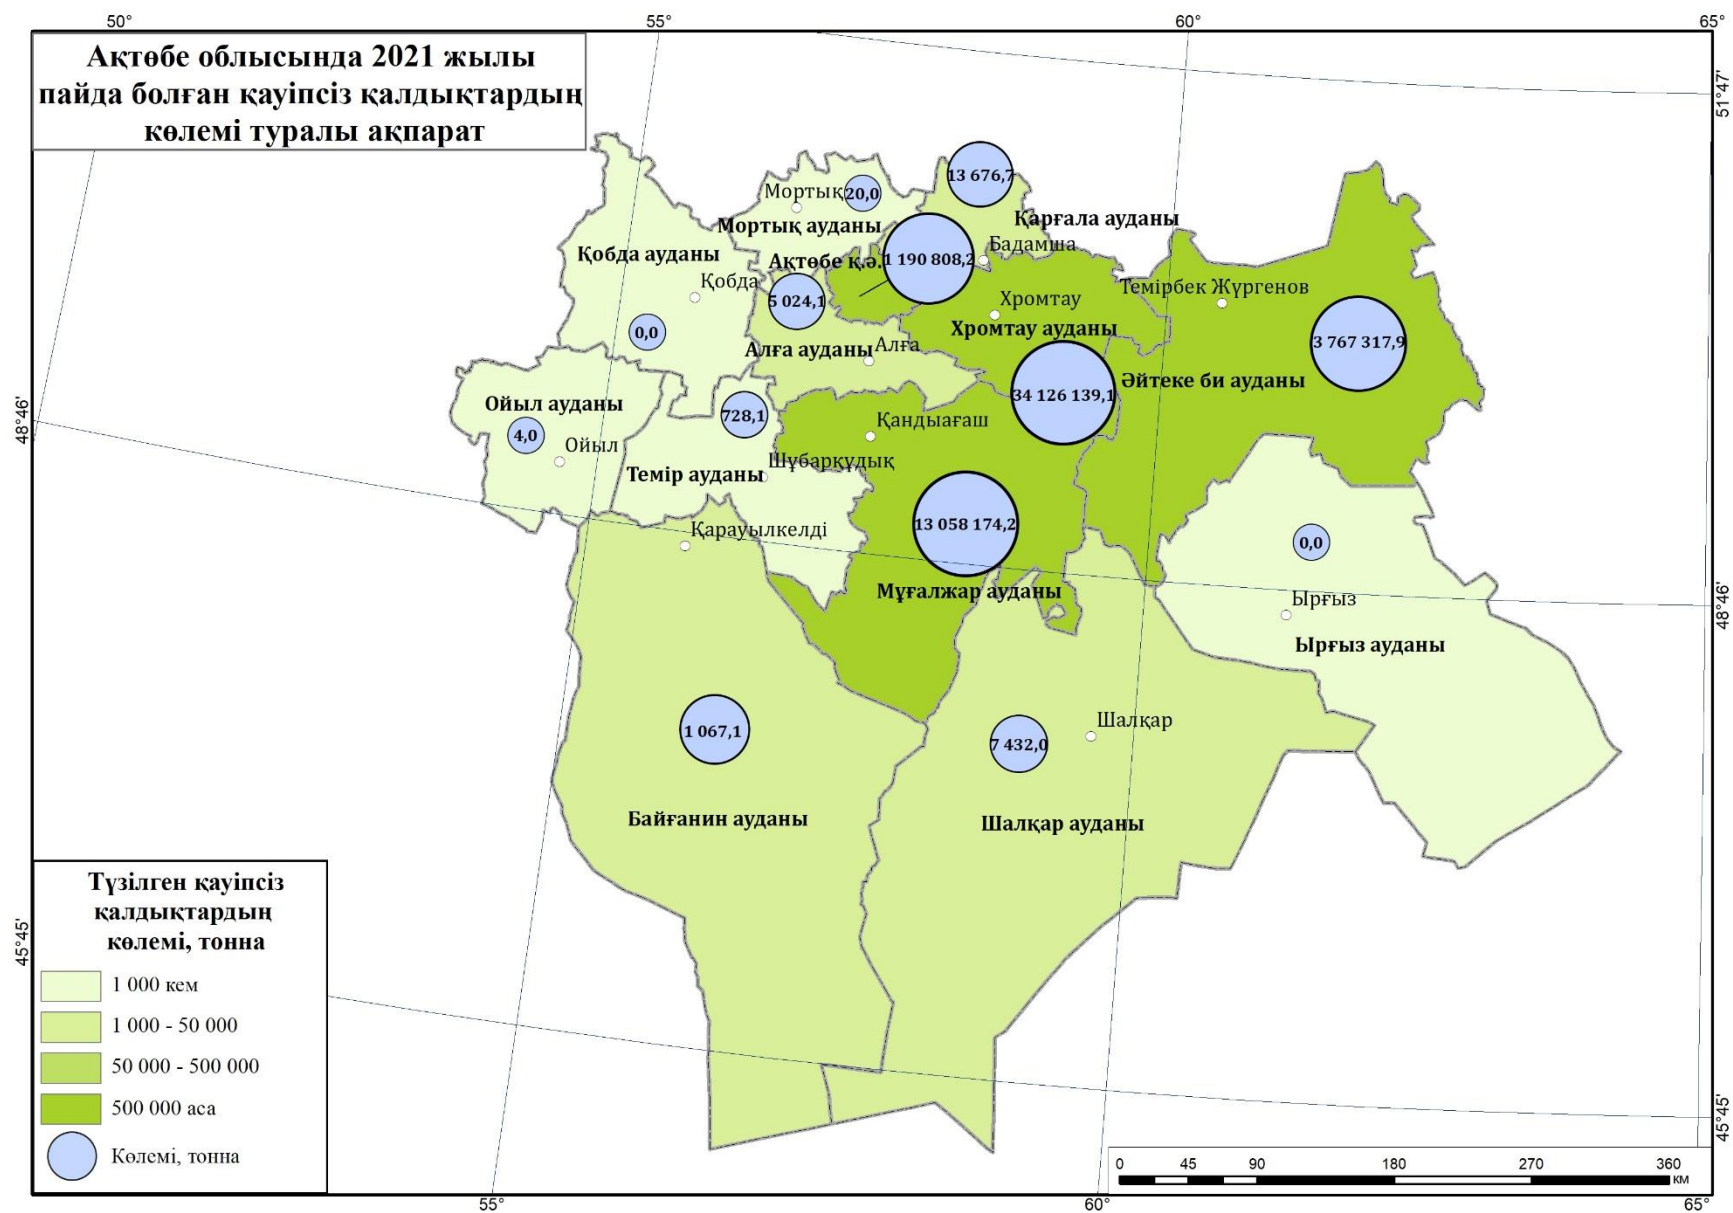 50°
55°
60°
65°
Ақтөбе облысында 2021 жылы
пайда болған қауіпсіз қалдықтардың
көлемі туралы ақпарат
51°47'
13 676,7
Мортық
20,0
Қарғала ауданы
Мортық ауданы
Бадамша
Қобда ауданы
Ақтөбе қ.ә.
1 190 808,2
Қобда
5 024,1
Хромтау
Темірбек Жүргенов
0,0
Хромтау ауданы
3 767 317,9
Алға ауданы
Алға
Әйтеке би ауданы
34 126 139,1
Ойыл ауданы
728,1
Қандыағаш
48°46'
4,0
Ойыл
Темір ауданы
Шұбарқұдық
Қарауылкелді
13 058 174,2
0,0
Мұғалжар ауданы
Ырғыз
48°46'
Ырғыз ауданы
1 067,1
7 432,0
Шалқар
Байғанин ауданы
Шалқар ауданы
Түзілген қауіпсіз
қалдықтардың
көлемі, тонна
45°45'
1 000 кем
1 000 - 50 000
50 000 - 500 000
500 000 аса
Көлемі, тонна
45°45'
0 45 90 180 270 360
км
55°
60°
65°